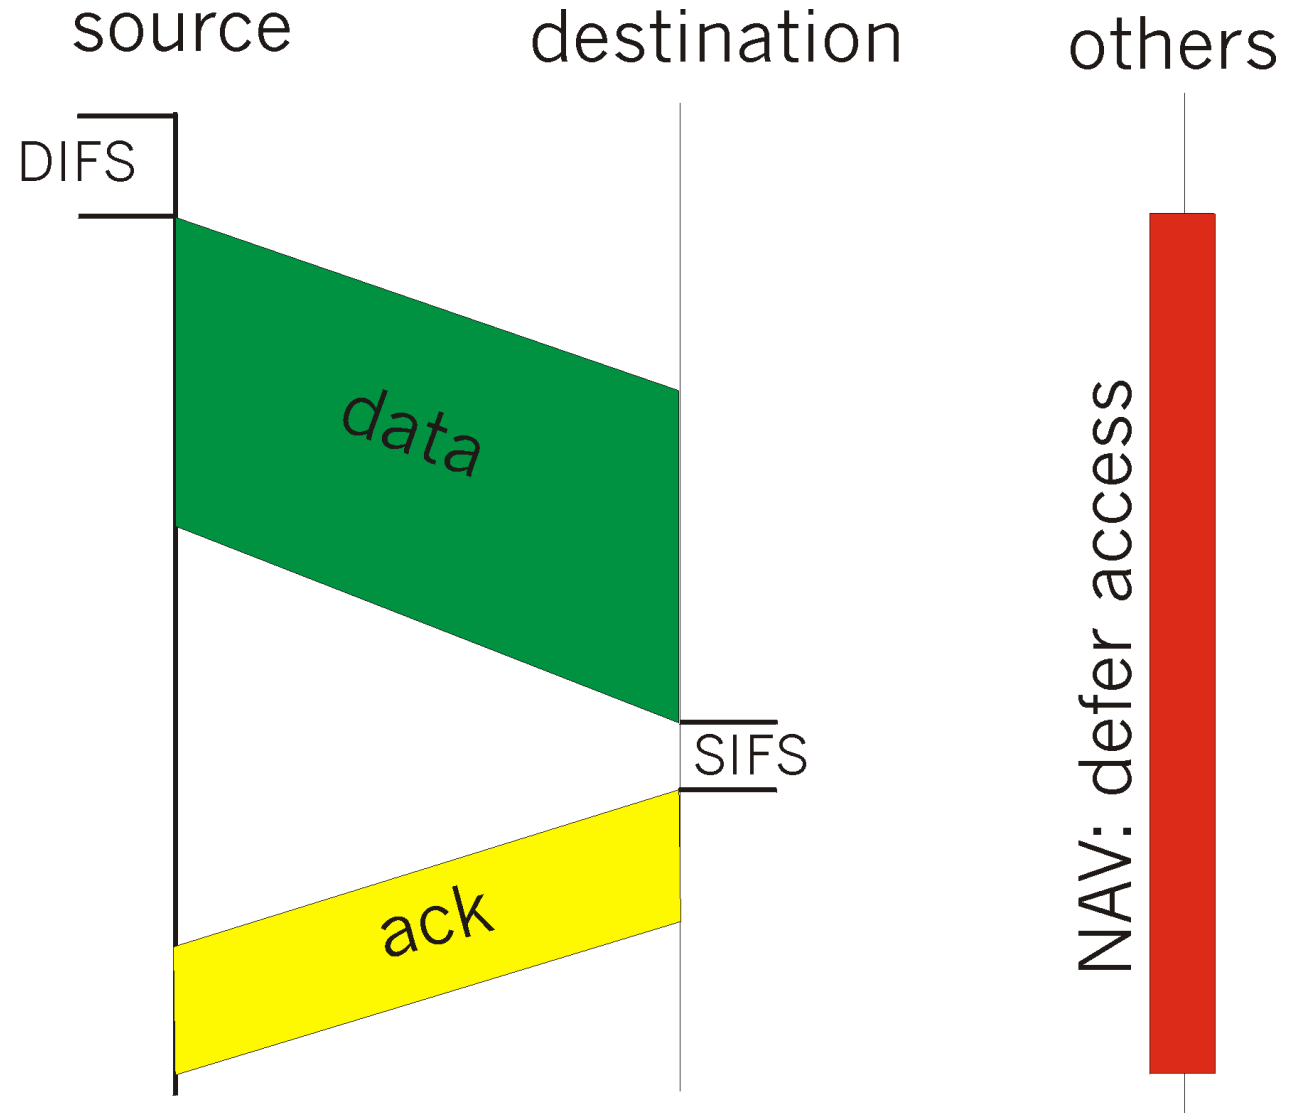 source
destination
others
DIFS
data
SIFS
ack
NAV: defer access